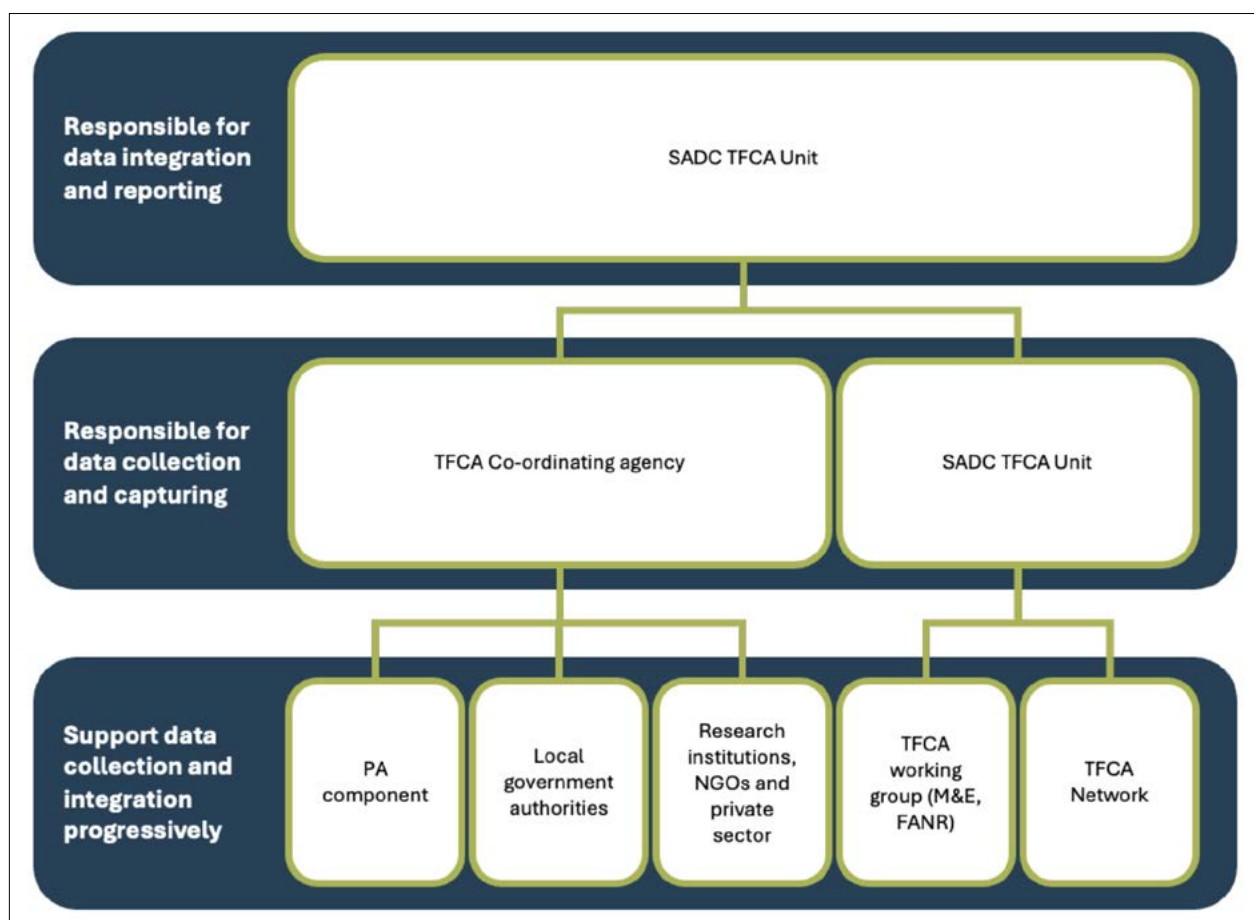 Responsible for
data integration
and reporting
SADC TFCA Unit
Responsible for
data collection
and capturing
TFCA Co-ordinating agency
SADC TFCA Unit
Support data
collection and
integration
progressively
PA
component
Local
government
authorities
Research
institutions,
NGOs and
private
sector
TFCA
working
group (M&E,
FANR)
TFCA
Network